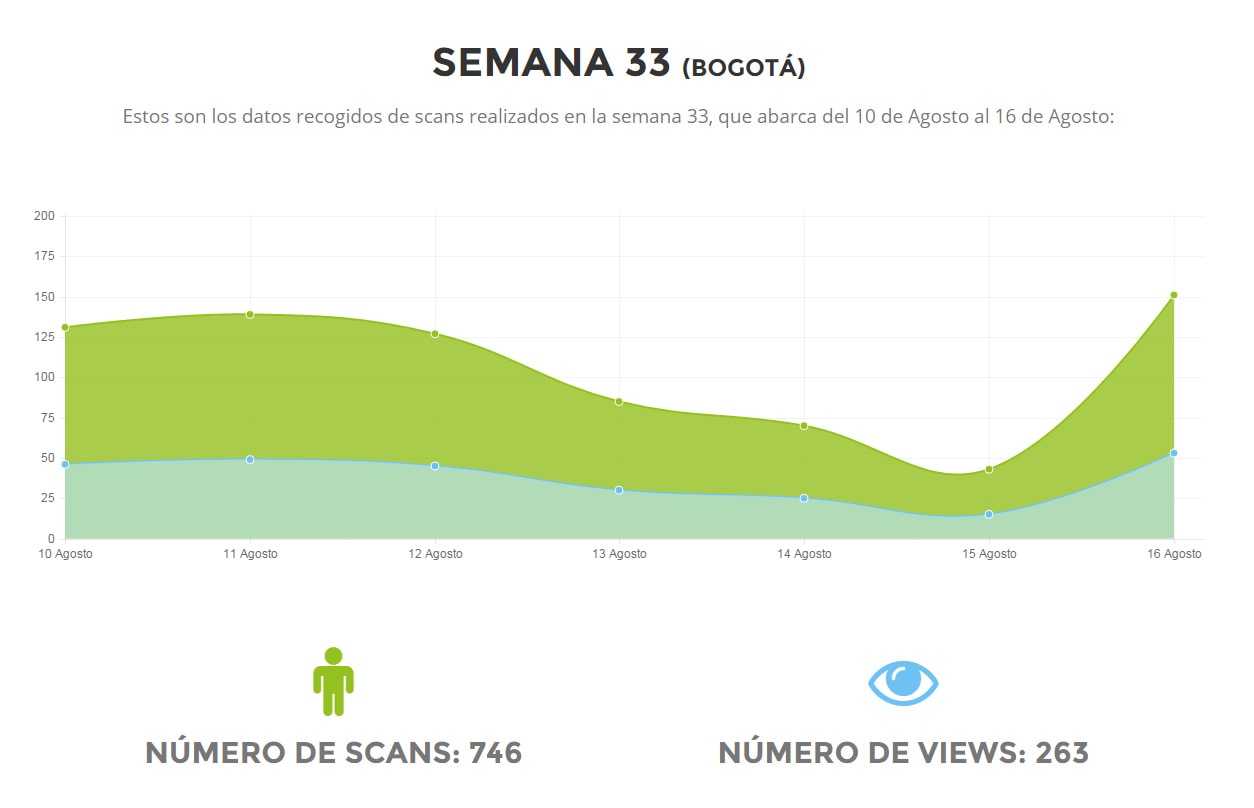 SEMANA 33 (BOGOTÁ)
Estos son los datos recogidos de scans realizados en la semana 33, que abarca del 10 de Agosto al 16 de Agosto:
200
175
150
125
100
75
50
25
0
10 Agosto 11 Agosto 12 Agosto 13 Agosto 14 Agosto 15 Agosto 16 Agosto
NÚMERO DE SCANS: 746
NÚMERO DE VIEWS: 263